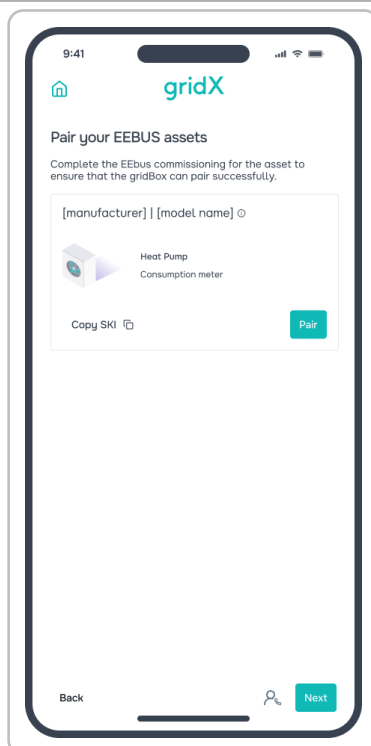 9:41
gridX
Pair your EEBUS assets
Complete the EEbus commissioning for the asset to
ensure that the gridBox can pair successfully.
[manufacturer] | [model name]
Heat Pump
Consumption meter
Copy SKI
Pair
Back
Next